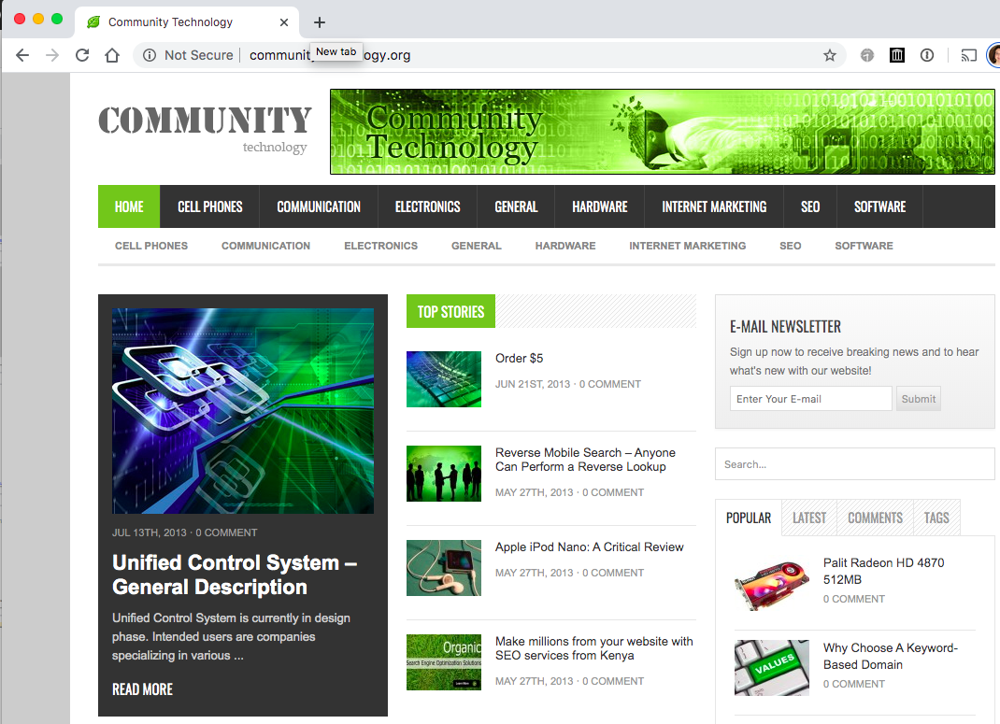 Community Technology
New tab
Not Secure
communit ogy.org
COMMUNITY
technology
Community
Technology
HOME CELL PHONES COMMUNICATION ELECTRONICS GENERAL HARDWARE INTERNET MARKETING SEO SOFTWARE
CELL PHONES COMMUNICATION ELECTRONICS GENERAL HARDWARE INTERNET MARKETING SEO SOFTWARE
JUL 13TH, 2013 · 0 COMMENT
Unified Control System –
General Description
Unified Control System is currently in design
phase. Intended users are companies
specializing in various ...
READ MORE
TOP STORIES
Order $5
JUN 21ST, 2013 · 0 COMMENT
Reverse Mobile Search – Anyone
Can Perform a Reverse Lookup
MAY 27TH, 2013 · 0 COMMENT
Apple iPod Nano: A Critical Review
MAY 27TH, 2013 · 0 COMMENT
Organic
Search Engine Optimization Solutions
Make millions from your website with
SEO services from Kenya
MAY 27TH, 2013 · 0 COMMENT
E-MAIL NEWSLETTER
Sign up now to receive breaking news and to hear
what's new with our website!
Enter Your E-mail Submit
Search...
POPULAR LATEST COMMENTS TAGS
Palit Radeon HD 4870
512MB
0 COMMENT
VALUES
Why Choose A Keyword-
Based Domain
0 COMMENT